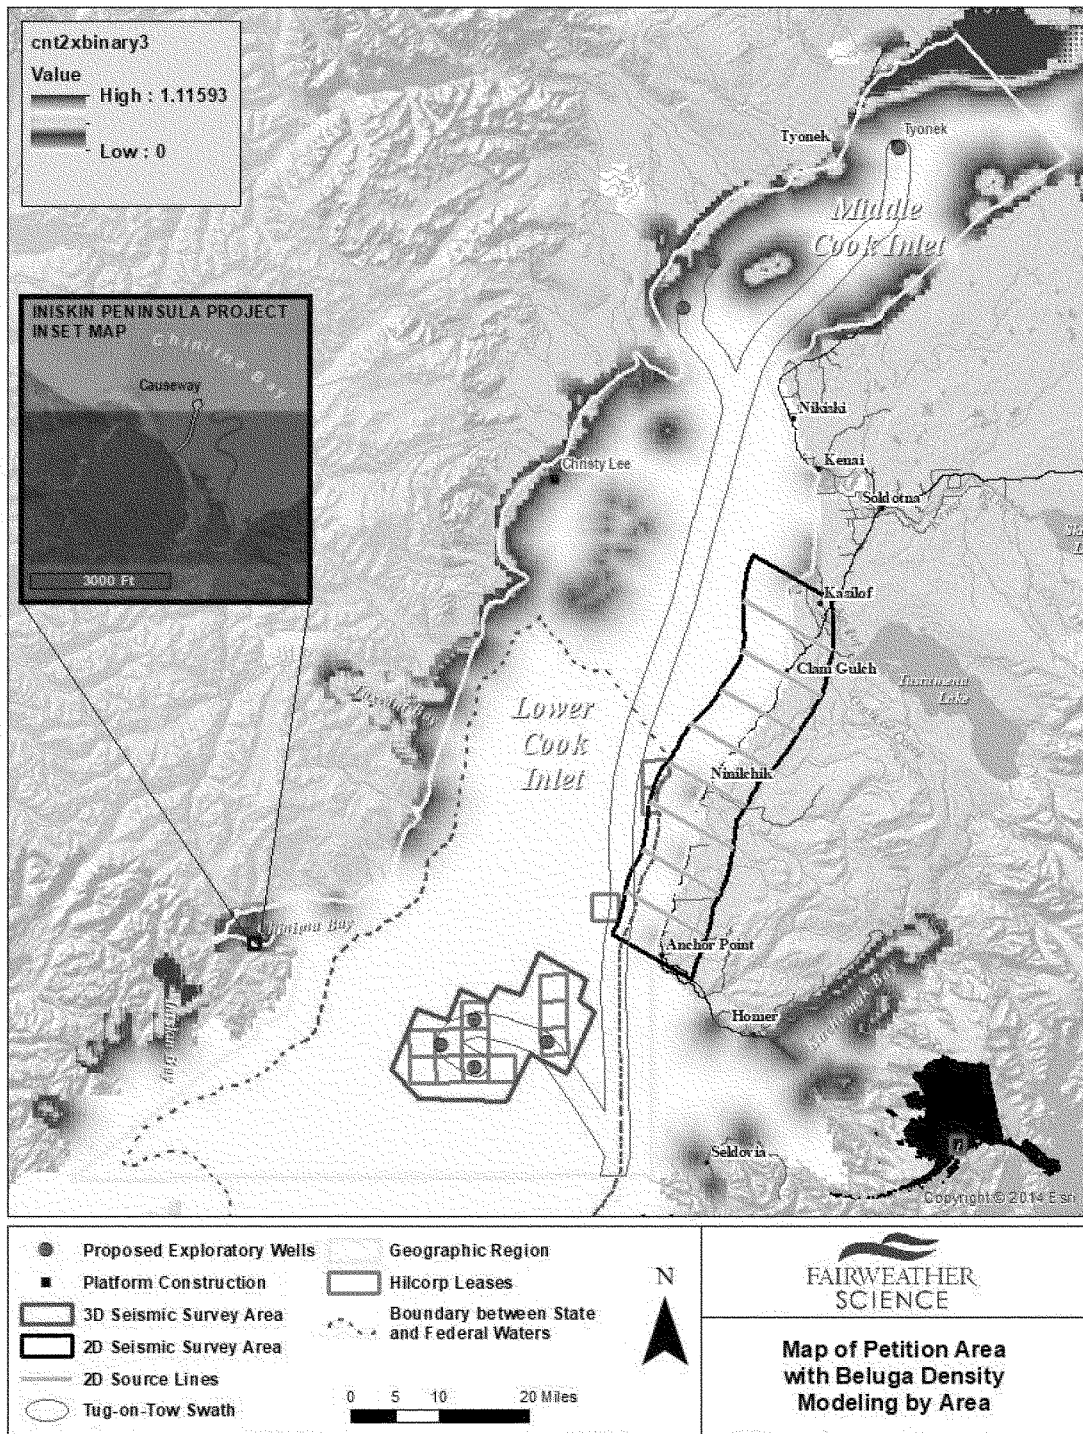 cnt2xbinary3
Value
High : 1.11593
Low : 0
Tyonek
Tyonek
Middle
Cook Inlet
INISKIN PENINSULA PROJECT
INSET MAP
Chinitna Bay
Causeway
3000 Ft
Nikiski
Kenai
Soldotna
Christy Lee
Kasilof
Clam Gulch
Tustumena
Lake
Lower
Cook
Inlet
Ninilchik
Anchor Point
Homer
Seldovia
Copyright © 2014 Esri
Proposed Exploratory Wells
Platform Construction
3D Seismic Survey Area
2D Seismic Survey Area
2D Source Lines
Tug-on-Tow Swath
Geographic Region
Hilcorp Leases
Boundary between State
and Federal Waters
0 5 10 20 Miles
N
FAIRWEATHER
SCIENCE
Map of Petition Area
with Beluga Density
Modeling by Area